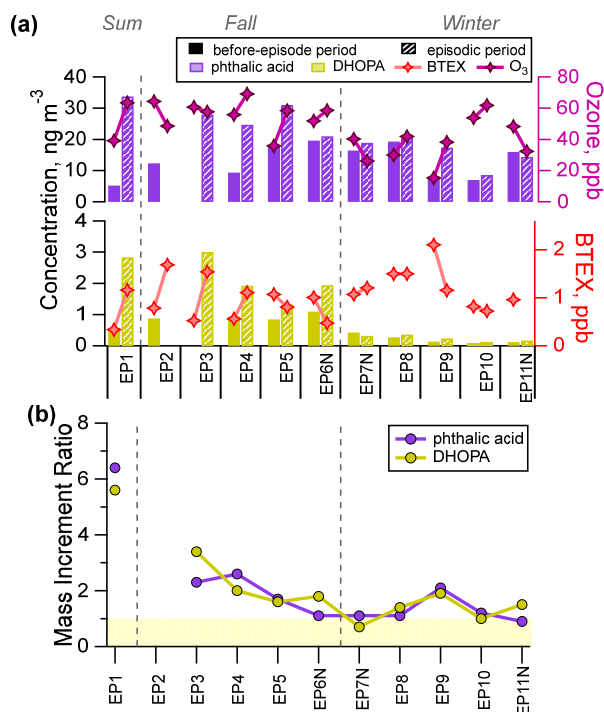 Sum Fall Winter
(a)
before-episode period episodic period
phthalic acid DHOPA BTEX O3
40
30
20
10
0
80
60
40
20
0
Concentration, ng m-3
Ozone, ppb
4
3
2
1
0
2
1
0
BTEX, ppb
EP1 EP2 EP3 EP4 EP5 EP6N EP7N EP8 EP9 EP10 EP11N
(b)
phthalic acid
DHOPA
8
6
4
2
0
Mass Increment Ratio
EP1 EP2 EP3 EP4 EP5 EP6N EP7N EP8 EP9 EP10 EP11N